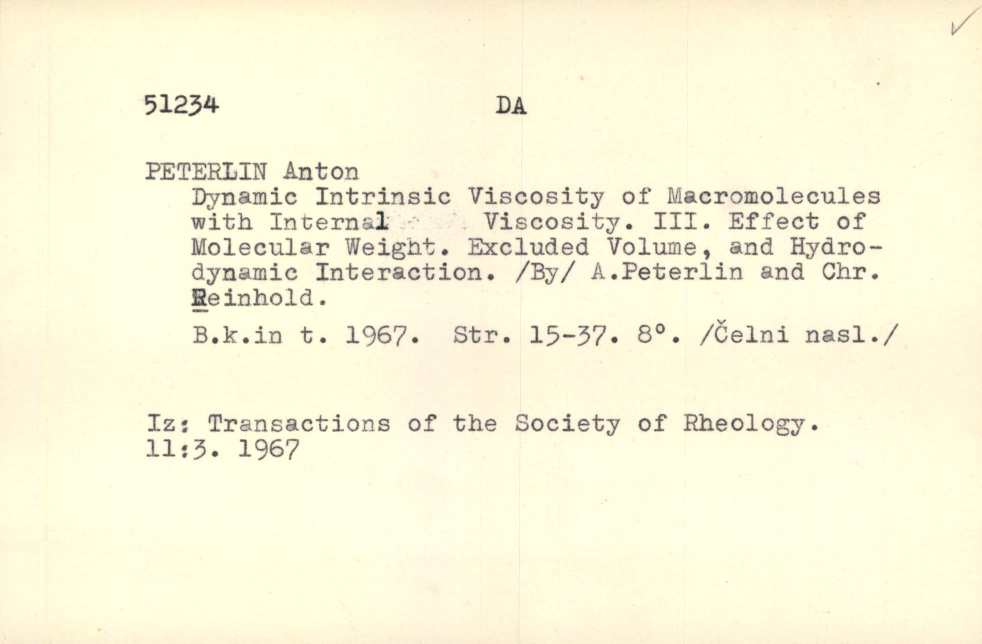 51234 DA
PETERLIN Anton
Dynamic Intrinsic Viscosity of Macromolecules
with Internal Viscosity. III. Effect of
Molecular Weight. Excluded Volume, and Hydro-
dynamic Interaction. /By/ A.Peterlin and Chr.
Reinhold.
B.k.in t. 1967. Str. 15-37. 8°. /Čelni nasl./
Iz: Transactions of the Society of Rheology.
11:3. 1967